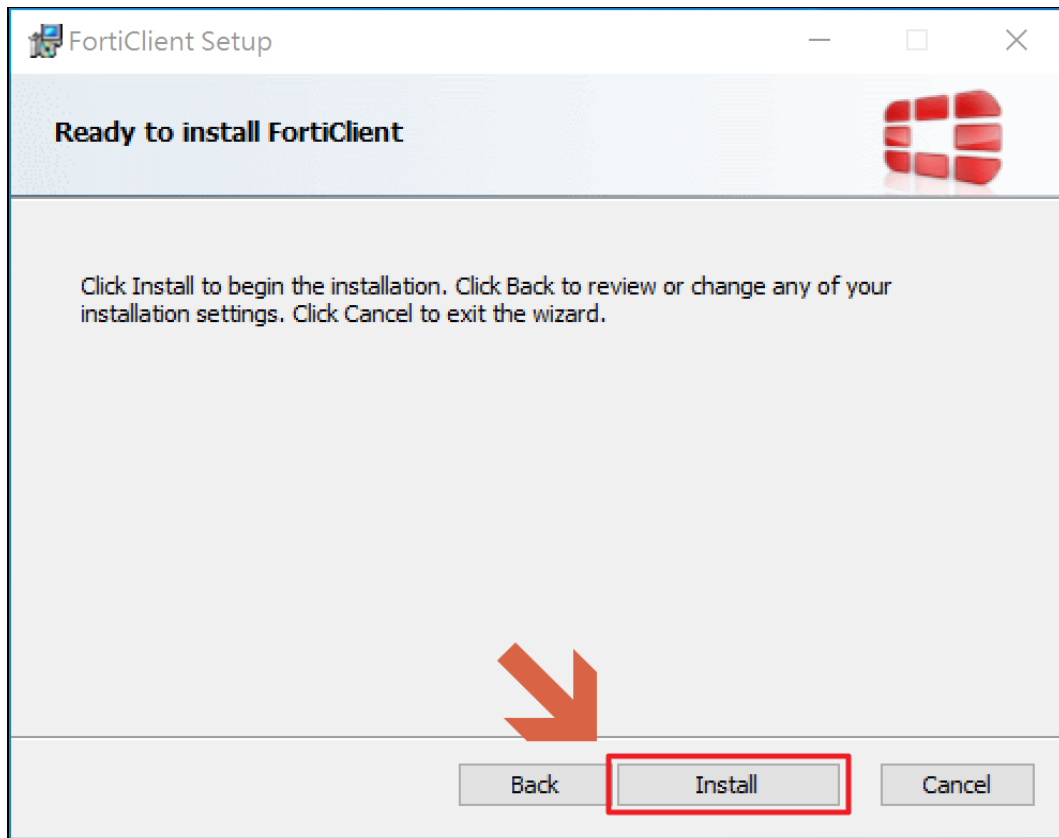 FortiClient Setup
Ready to install FortiClient
Click Install to begin the installation. Click Back to review or change any of your
installation settings. Click Cancel to exit the wizard.
Back
Install
Cancel